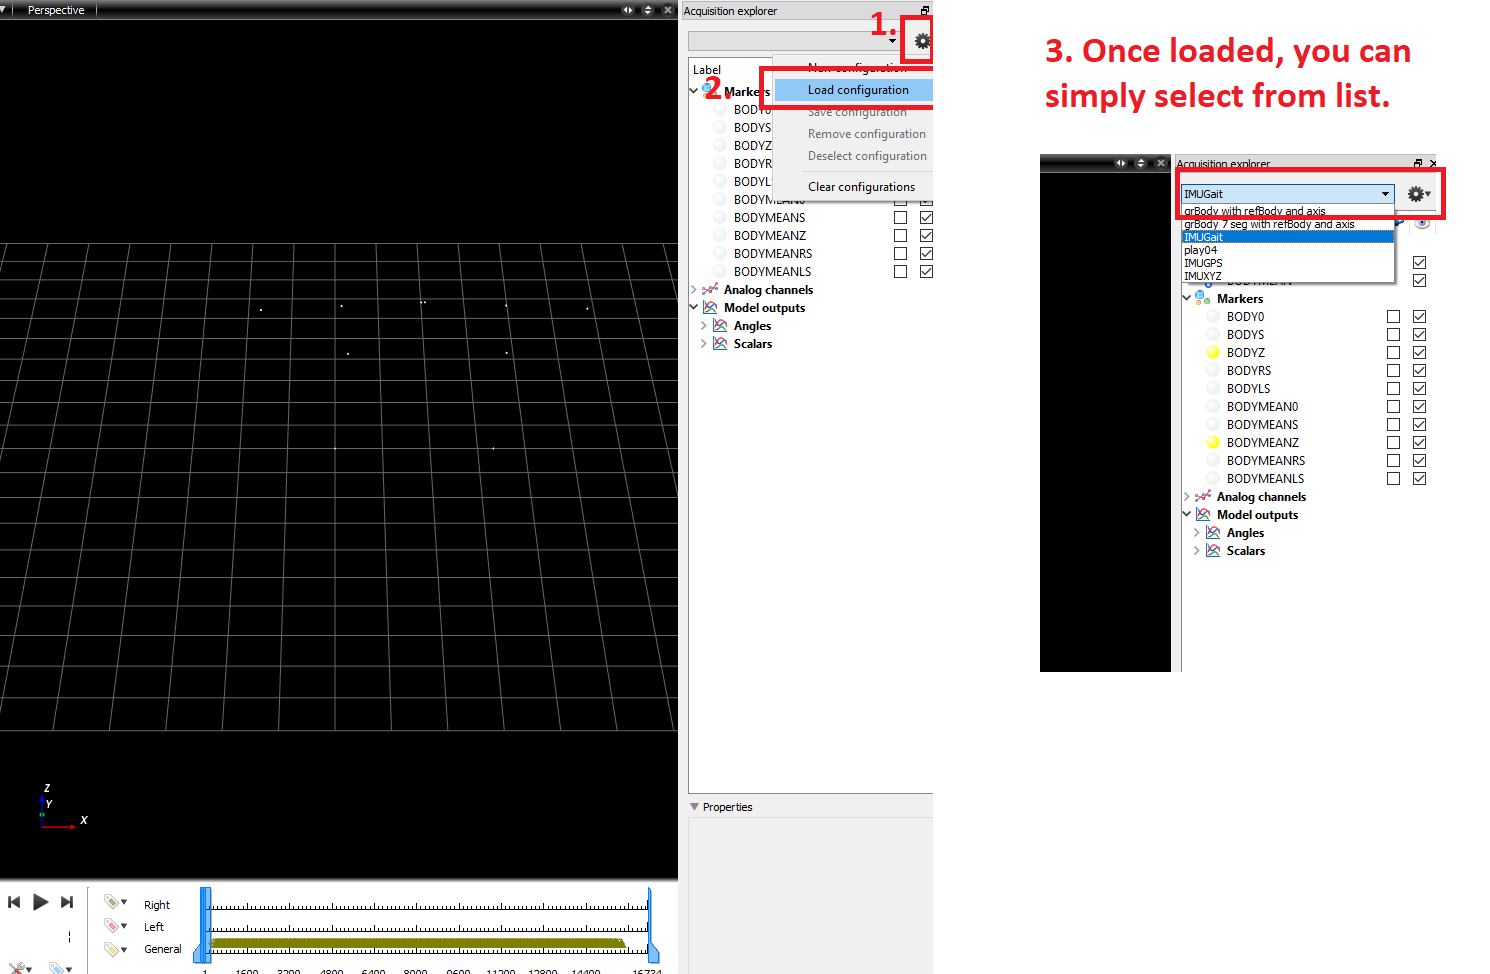 Perspective
Acquisition explorer
1.
New configuration
2.
Load configuration
Save configuration
Remove configuration
Deselect configuration
Clear configurations
Label
Markers
BODY0
BODYS
BODYZ
BODYR
BODYL
BODYMEAN0
BODYMEANS
BODYMEANZ
BODYMEANRS
BODYMEANLS
Analog channels
Model outputs
Angles
Scalars
Properties
Z
Y
X
Right
Left
General
1 1600 3200 4800 6400 8000 9600 11200 12800 14400 16734
3. Once loaded, you can
simply select from list.
Acquisition explorer
IMUGait
grBody with refBody and axis
grBody 7 seg with refBody and axis
IMUGait
play04
IMUGPS
IMUXYZ
BODYMEAN
Markers
BODY0
BODYS
BODYZ
BODYRS
BODYLS
BODYMEAN0
BODYMEANS
BODYMEANZ
BODYMEANRS
BODYMEANLS
Analog channels
Model outputs
Angles
Scalars